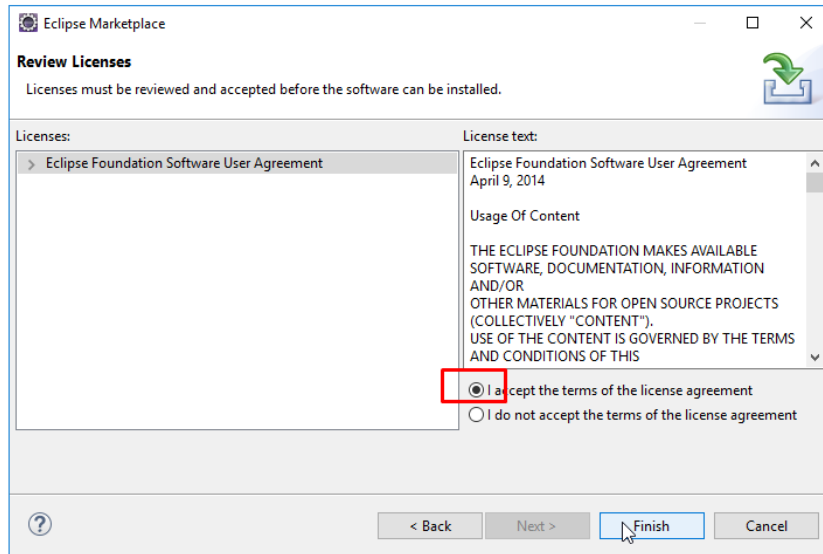 Eclipse Marketplace
Review Licenses
Licenses must be reviewed and accepted before the software can be installed.
Licenses:
Eclipse Foundation Software User Agreement
License text:
Eclipse Foundation Software User Agreement
April 9, 2014
Usage Of Content
THE ECLIPSE FOUNDATION MAKES AVAILABLE
SOFTWARE, DOCUMENTATION, INFORMATION
AND/OR
OTHER MATERIALS FOR OPEN SOURCE PROJECTS
(COLLECTIVELY "CONTENT").
USE OF THE CONTENT IS GOVERNED BY THE TERMS
AND CONDITIONS OF THIS
I accept the terms of the license agreement
I do not accept the terms of the license agreement
?
< Back
Next >
Finish
Cancel